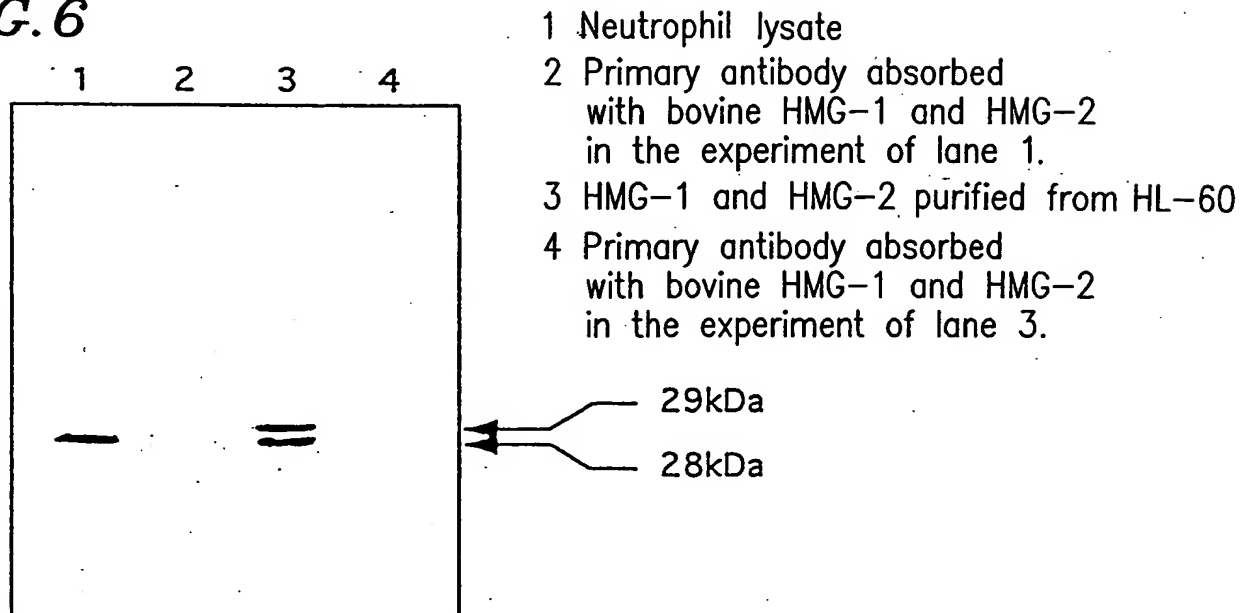 G. 6
1 2 3 4
1 Neutrophil lysate
2 Primary antibody absorbed
with bovine HMG-1 and HMG-2
in the experiment of lane 1.
3 HMG-1 and HMG-2 purified from HL-60
4 Primary antibody absorbed
with bovine HMG-1 and HMG-2
in the experiment of lane 3.
29kDa
28kDa